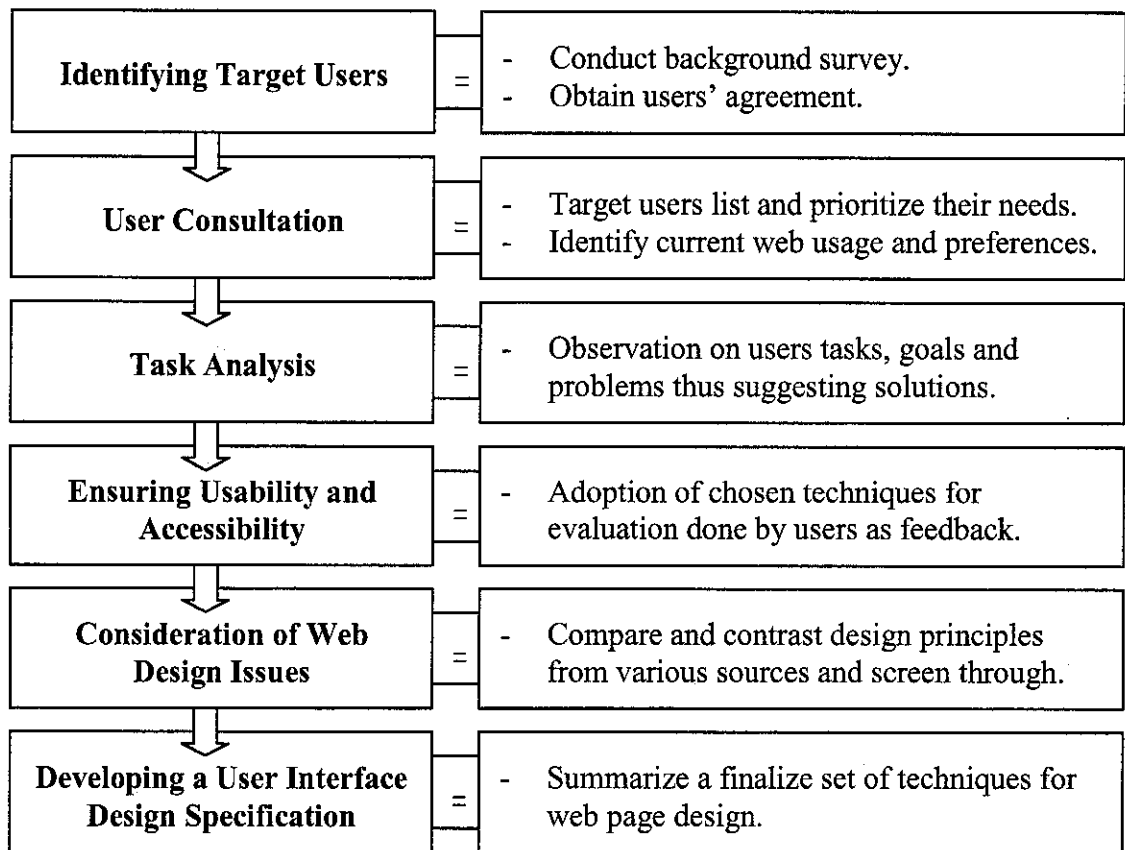 Identifying Target Users
=
- Conduct background survey.
- Obtain users’ agreement.
User Consultation
=
- Target users list and prioritize their needs.
- Identify current web usage and preferences.
Task Analysis
=
- Observation on users tasks, goals and
problems thus suggesting solutions.
Ensuring Usability and
Accessibility
=
- Adoption of chosen techniques for
evaluation done by users as feedback.
Consideration of Web
Design Issues
=
- Compare and contrast design principles
from various sources and screen through.
Developing a User Interface
Design Specification
=
- Summarize a finalize set of techniques for
web page design.